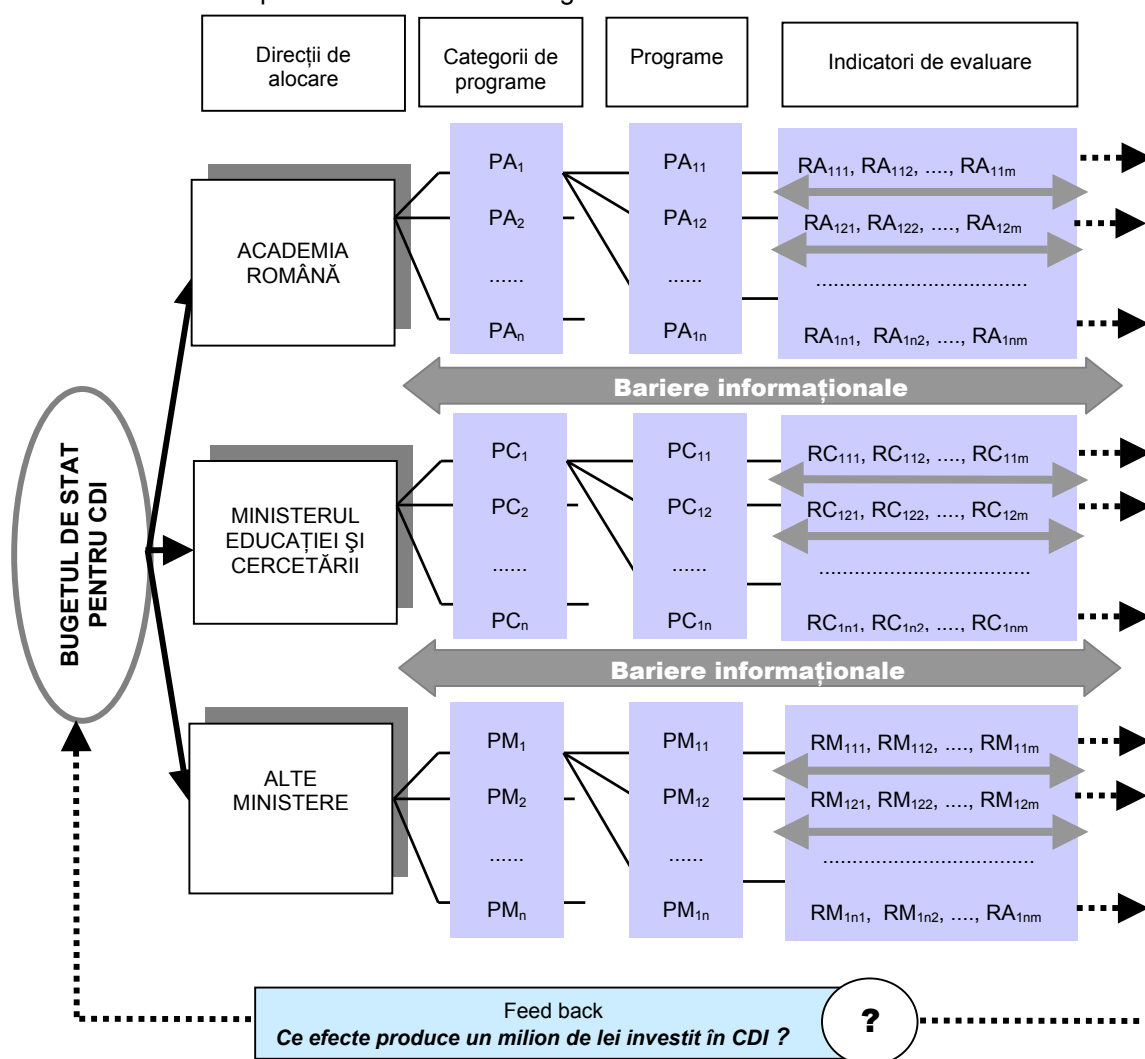 Direcții de
alocare
Categorii de
programe
Programe
Indicatori de evaluare
BUGETUL DE STAT
PENTRU CDI
ACADEMIA
ROMÂNĂ
PA1
PA2
......
PAn
PA11
PA12
......
PA1n
RA111, RA112, ...., RA11m
RA121, RA122, ...., RA12m
......................................
RA1n1, RA1n2, ...., RA1nm
Bariere informaționale
MINISTERUL
EDUCAȚIEI ŞI
CERCETĂRII
PC1
PC2
......
PCn
PC11
PC12
......
PC1n
RC111, RC112, ...., RC11m
RC121, RC122, ...., RC12m
......................................
RC1n1, RC1n2, ...., RC1nm
Bariere informaționale
ALTE
MINISTERE
PM1
PM2
......
PMn
PM11
PM12
......
PM1n
RM111, RM112, ...., RM11m
RM121, RM122, ...., RM12m
.......................................
RM1n1, RM1n2, ...., RA1nm
Feed back
Ce efecte produce un milion de lei investit în CDI ?
?